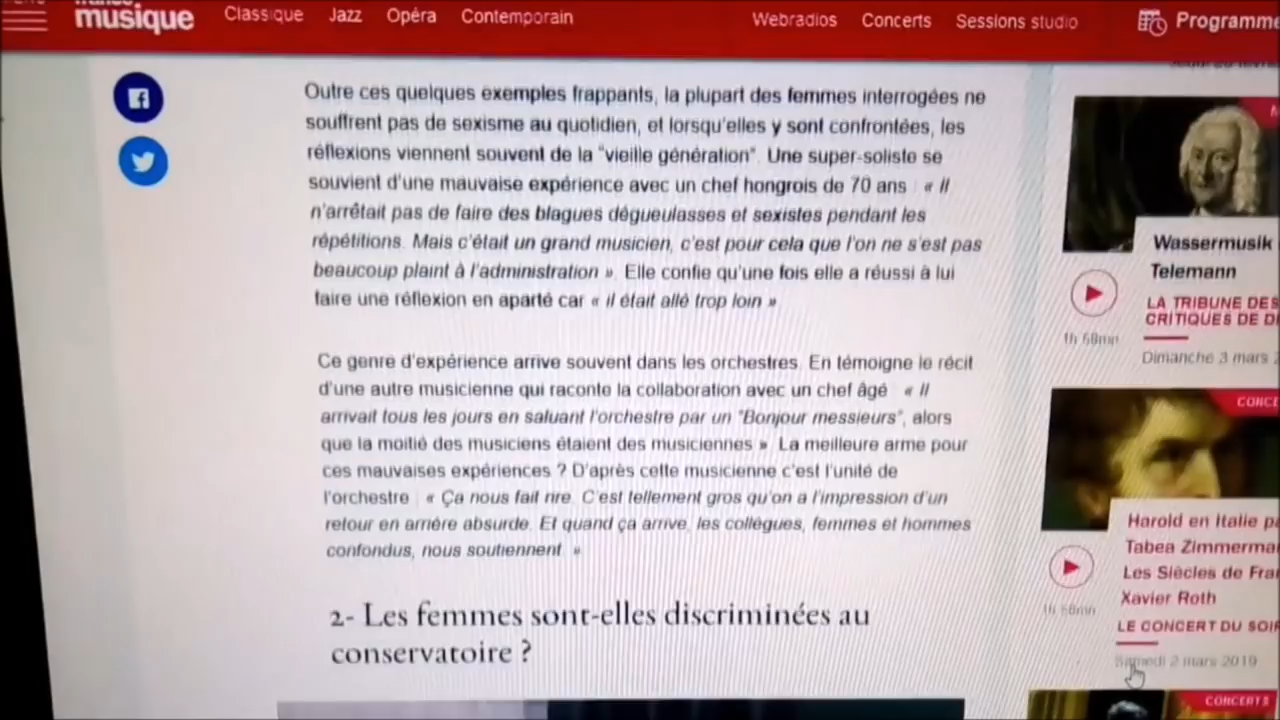 musique
Classique Jazz Opéra Contemporain Webradios Concerts Sessions studio Programme
Outre ces quelques exemples frappants, la plupart des femmes interrogées ne
souffrent pas de sexisme au quotidien, et lorsqu'elles y sont confrontées, les
réflexions viennent souvent de la "vieille génération". Une super-soliste se
souvient d'une mauvaise expérience avec un chef hongrois de 70 ans : « Il
n'arrêtait pas de faire des blagues dégueulasses et sexistes pendant les
répétitions. Mais c'était un grand musicien, c'est pour cela que l'on ne s'est pas
beaucoup plaint à l'administration ». Elle confie qu'une fois elle a réussi à lui
faire une réflexion en aparté car « il était allé trop loin »
Ce genre d'expérience arrive souvent dans les orchestres. En témoigne le récit
d'une autre musicienne qui raconte la collaboration avec un chef âgé : « Il
arrivait tous les jours en saluant l'orchestre par un "Bonjour messieurs", alors
que la moitié des musiciens étaient des musiciennes ». La meilleure arme pour
ces mauvaises expériences ? D'après cette musicienne c'est l'unité de
l'orchestre : « Ça nous fait rire. C'est tellement gros qu'on a l'impression d'un
retour en arrière absurde. Et quand ça arrive, les collègues, femmes et hommes
confondus, nous soutiennent. »
2- Les femmes sont-elles discriminées au
conservatoire ?
Wassermusik
Telemann
LA TRIBUNE DES
CRITIQUES DE D
1h 58mn
Dimanche 3 mars
CONCE
Harold en Italie p
Tabea Zimmerma
Les Siècles de Fra
Xavier Roth
1h 58mn
LE CONCERT DU SOIR
Samedi 2 mars 2019
CONCERTS